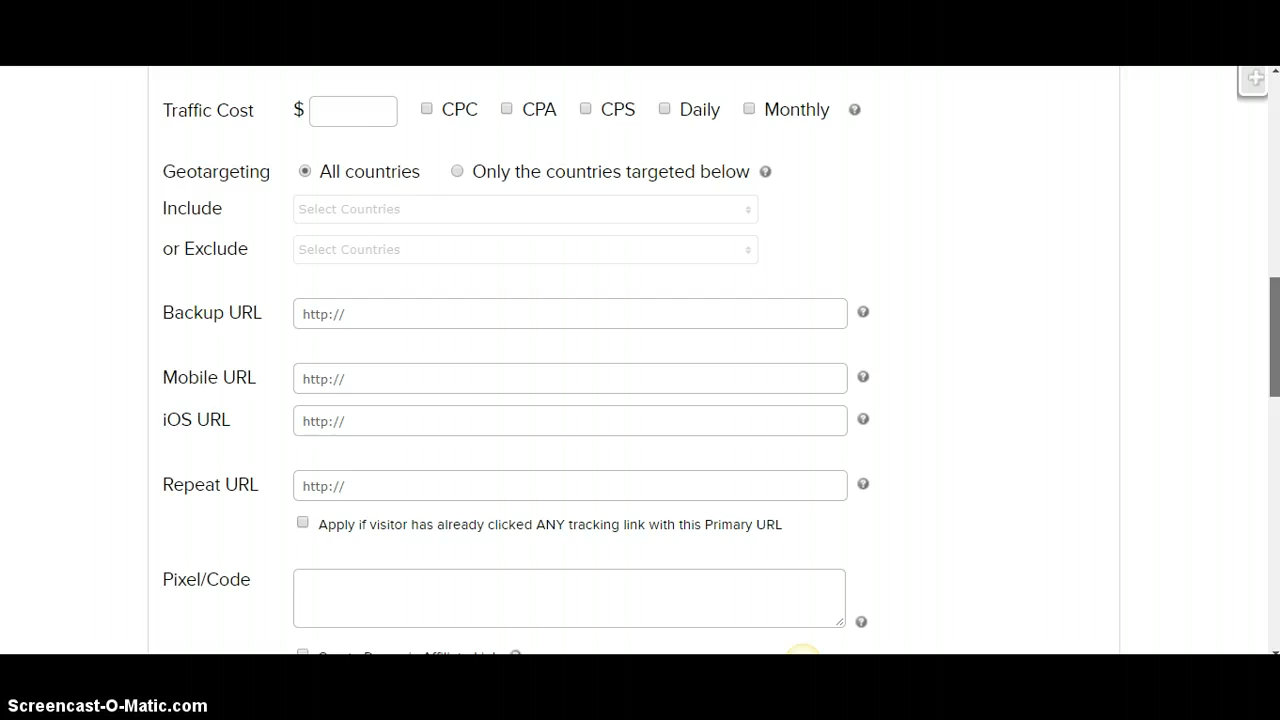 Traffic Cost $ CPC CPA CPS Daily Monthly ?
Geotargeting All countries Only the countries targeted below ?
Include Select Countries
or Exclude Select Countries
Backup URL http:// ?
Mobile URL http:// ?
iOS URL http:// ?
Repeat URL http:// ?
Apply if visitor has already clicked ANY tracking link with this Primary URL
Pixel/Code
?
Screencast-O-Matic.com